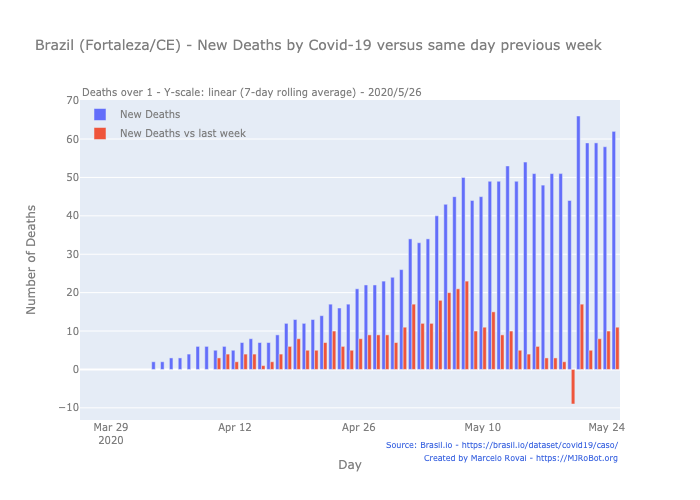 Brazil (Fortaleza/CE) - New Deaths by Covid-19 versus same day previous week
Deaths over 1 - Y-scale: linear (7-day rolling average) - 2020/5/26
New Deaths
New Deaths vs last week
70
60
50
40
30
20
10
0
−10
Number of Deaths
Mar 29
2020
Apr 12
Apr 26
May 10
May 24
Day
Source: Brasil.io - https://brasil.io/dataset/covid19/caso/
Created by Marcelo Rovai - https://MJRoBot.org